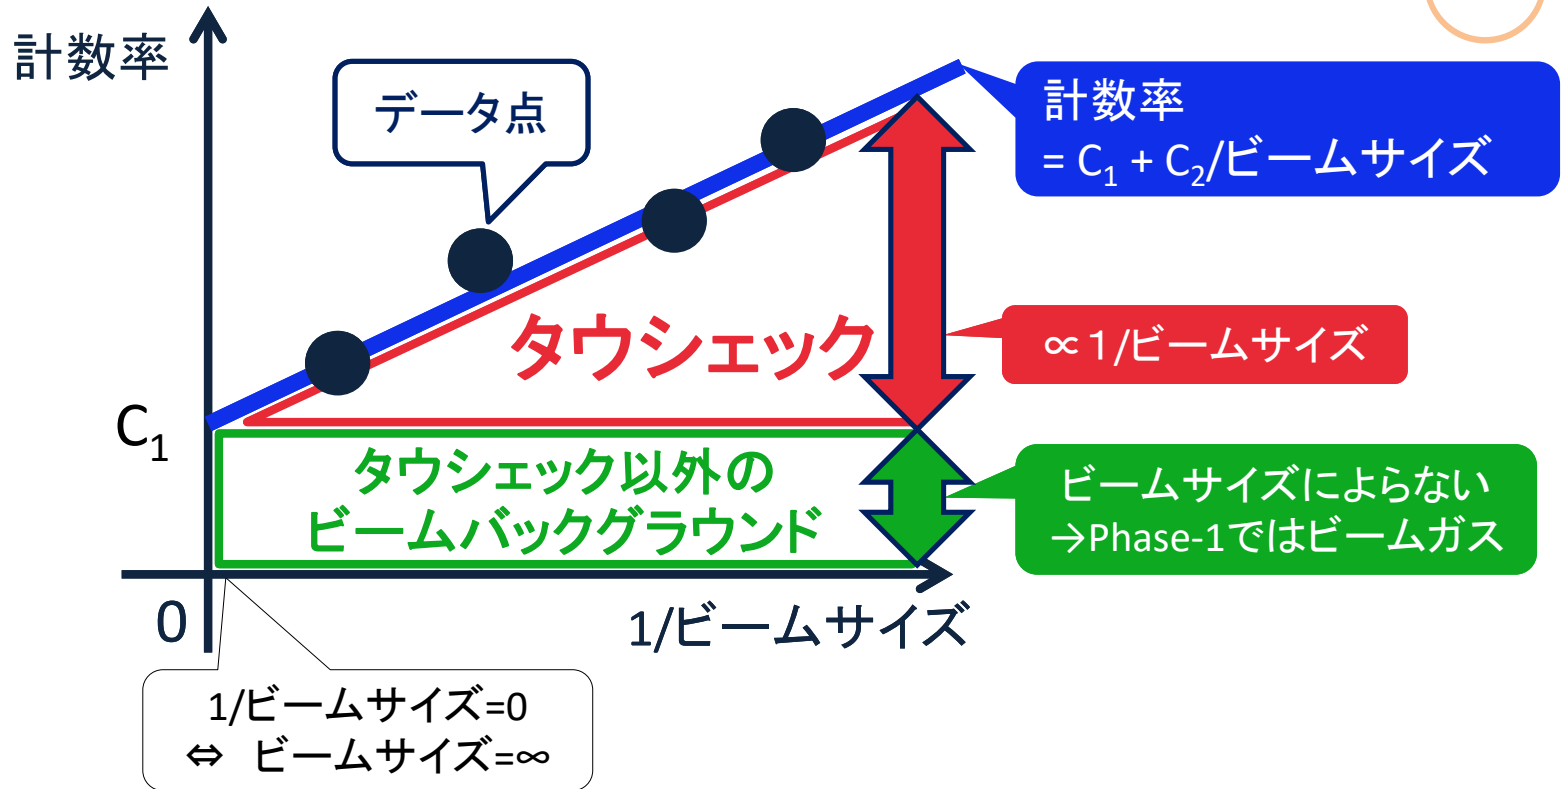 計数率
データ点
計数率
= C₁ + C₂/ビームサイズ
タウシェック
∝ 1/ビームサイズ
C₁
タウシェック以外の
ビームバックグラウンド
ビームサイズによらない
→Phase-1ではビームガス
0
1/ビームサイズ
1/ビームサイズ=0
⇔ ビームサイズ=∞